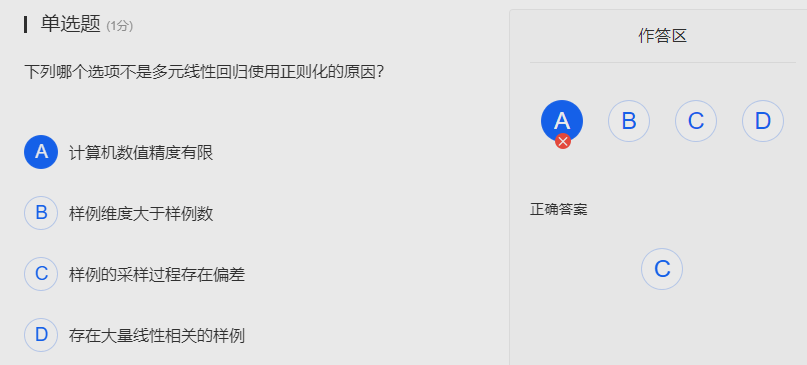 单选题 (1分)
下列哪个选项不是多元线性回归使用正则化的原因?
A 计算机数值精度有限
B 样例维度大于样例数
C 样例的采样过程存在偏差
D 存在大量线性相关的样例
作答区
A B C D
正确答案
C